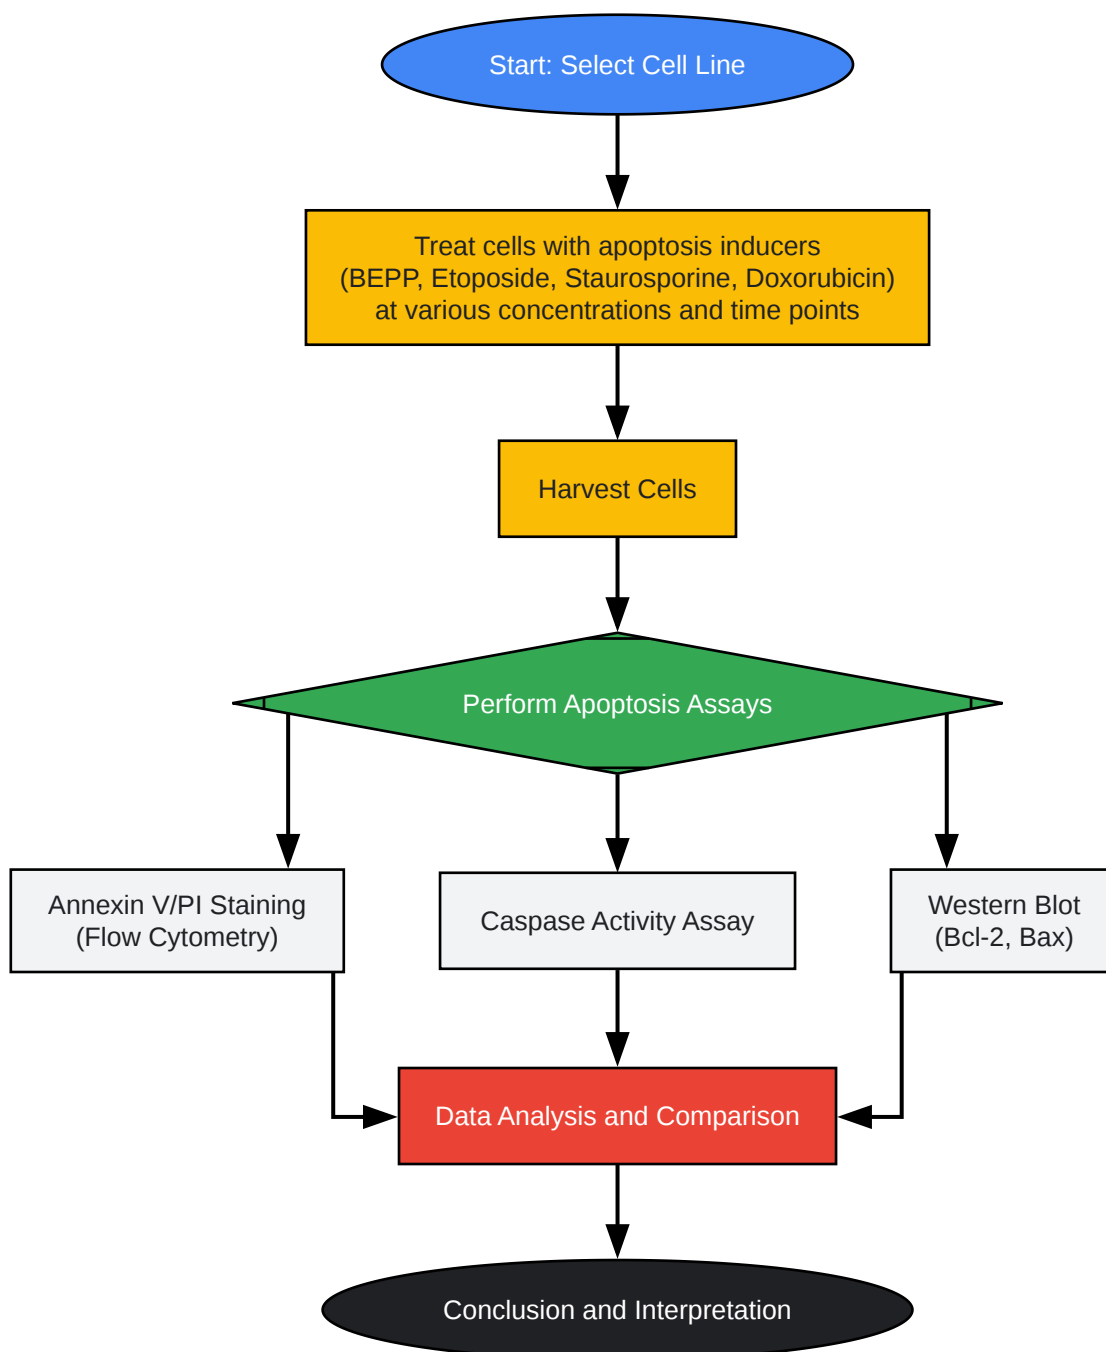 Start: Select Cell Line
Treat cells with apoptosis inducers
(BEPP, Etoposide, Staurosporine, Doxorubicin)
at various concentrations and time points
Harvest Cells
Perform Apoptosis Assays
Annexin V/PI Staining
(Flow Cytometry)
Caspase Activity Assay
Western Blot
(Bcl-2, Bax)
Data Analysis and Comparison
Conclusion and Interpretation